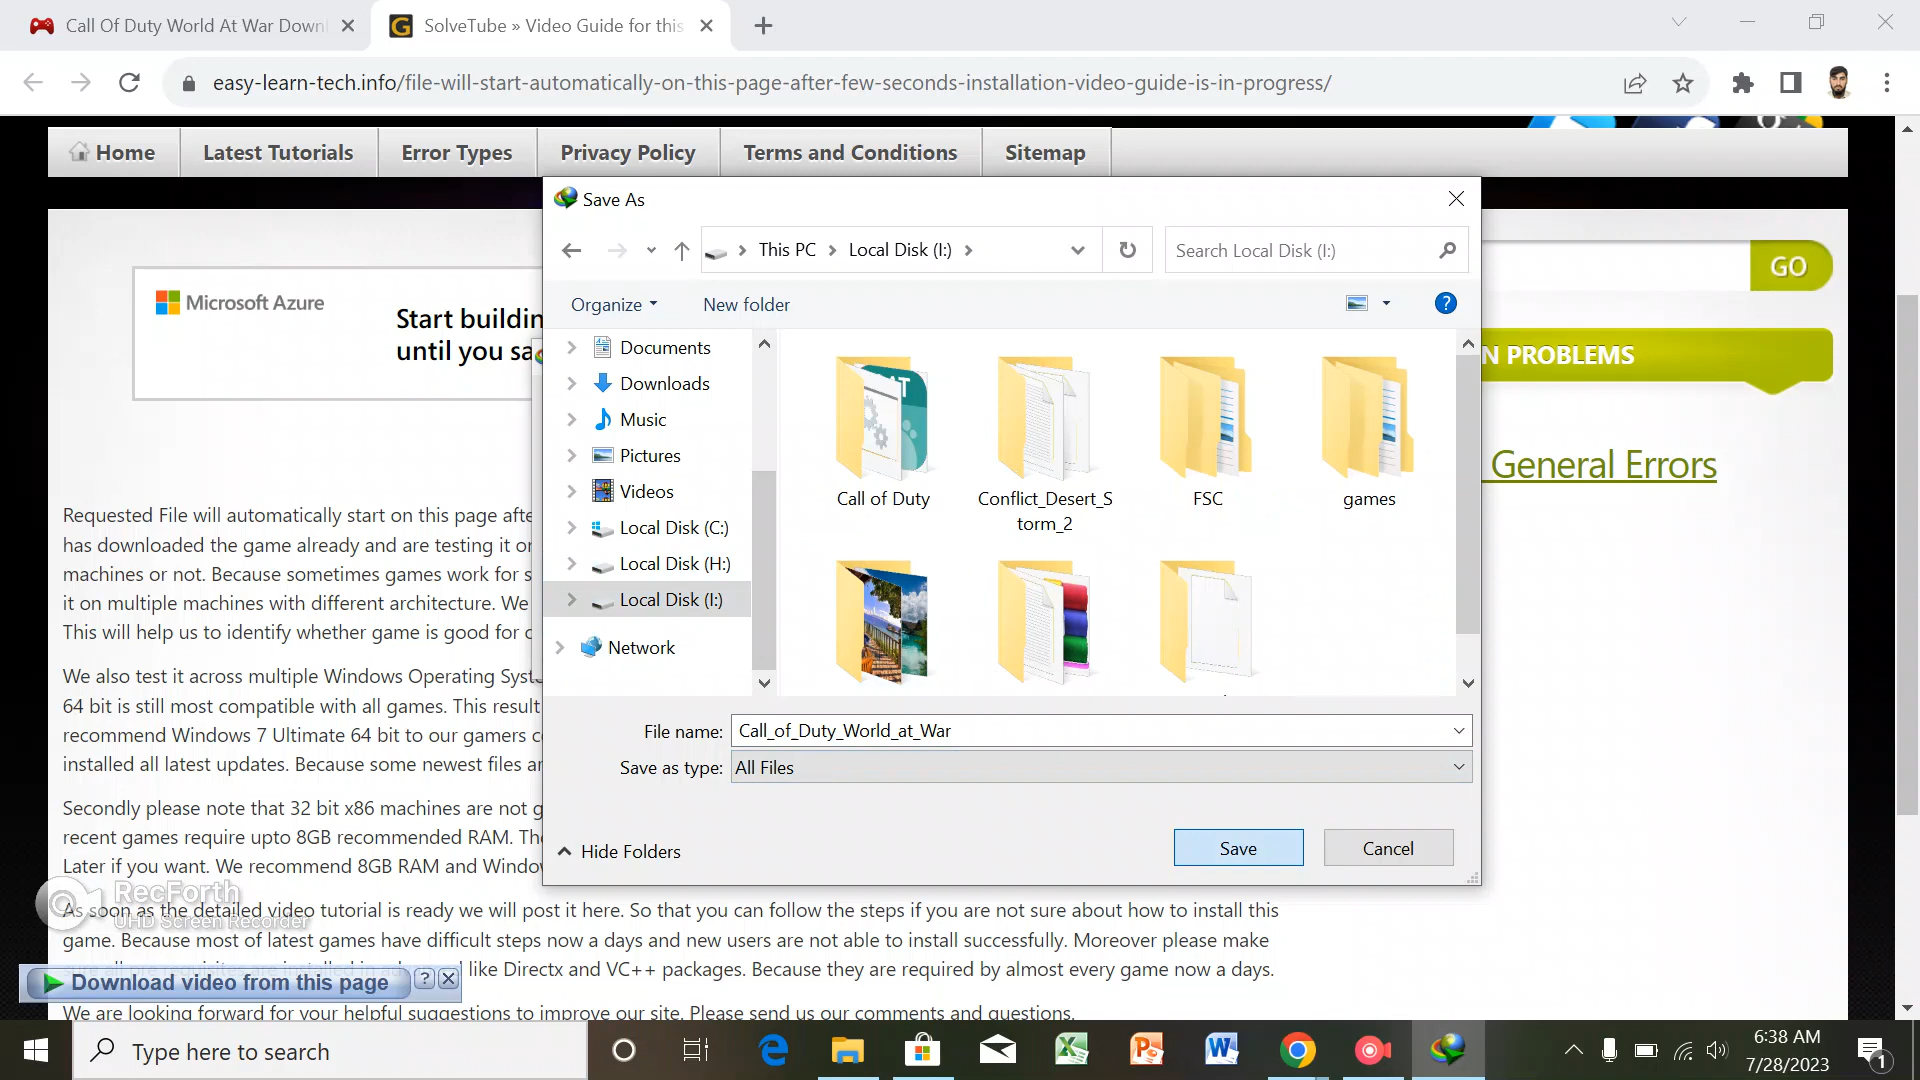 Call Of Duty World At War Down
SolveTube » Video Guide for this
easy-learn-tech.info/file-will-start-automatically-on-this-page-after-few-seconds-installation-video-guide-is-in-progress/
Home
Latest Tutorials
Error Types
Privacy Policy
Terms and Conditions
Sitemap
Microsoft Azure
Start buildin
until you sa
GO
N PROBLEMS
General Errors
Save As
This PC
Local Disk (I:)
Search Local Disk (I:)
Organize
New folder
?
Documents
Downloads
Music
Pictures
Videos
Local Disk (C:)
Local Disk (H:)
Local Disk (I:)
Network
Call of Duty
Conflict_Desert_S
torm_2
FSC
games
File name: Call_of_Duty_World_at_War
Save as type: All Files
Hide Folders
Save
Cancel
Requested File will automatically start on this page afte
has downloaded the game already and are testing it or
machines or not. Because sometimes games work for s
it on multiple machines with different architecture. We
This will help us to identify whether game is good for
We also test it across multiple Windows Operating Syst
64 bit is still most compatible with all games. This result
recommend Windows 7 Ultimate 64 bit to our gamers
installed all latest updates. Because some newest files
Secondly please note that 32 bit x86 machines are not g
recent games require upto 8GB recommended RAM. The
Later if you want. We recommend 8GB RAM and Window
RecForth
UHD Screen Recorder
As soon as the detailed video tutorial is ready we will post it here. So that you can follow the steps if you are not sure about how to install this
game. Because most of latest games have difficult steps now a days and new users are not able to install successfully. Moreover please make
like Directx and VC++ packages. Because they are required by almost every game now a days.
Download video from this page
?
We are looking forward for your helpful suggestions to improve our site. Please send us our comments and questions.
Type here to search
6:38 AM
7/28/2023
1